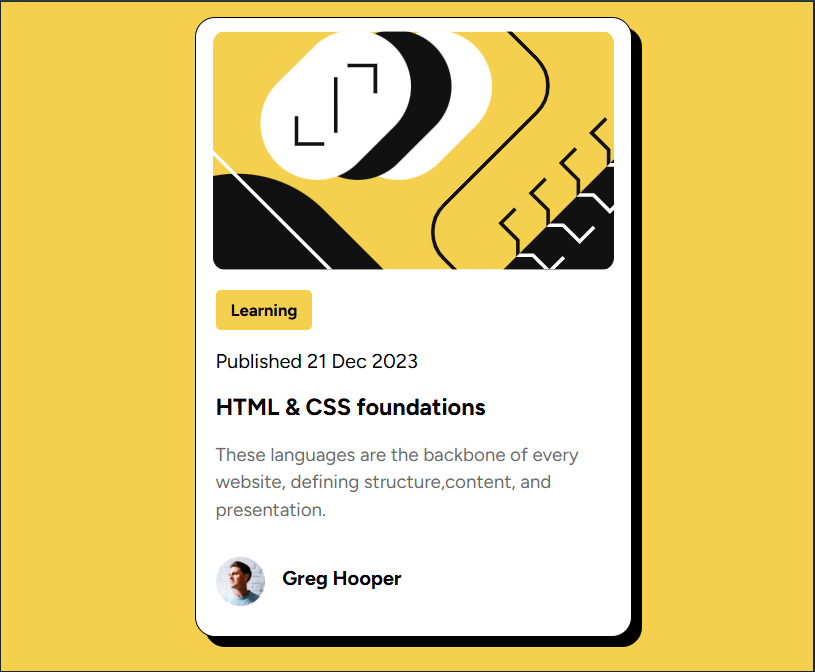 Learning
Published 21 Dec 2023
HTML & CSS foundations
These languages are the backbone of every
website, defining structure,content, and
presentation.
Greg Hooper